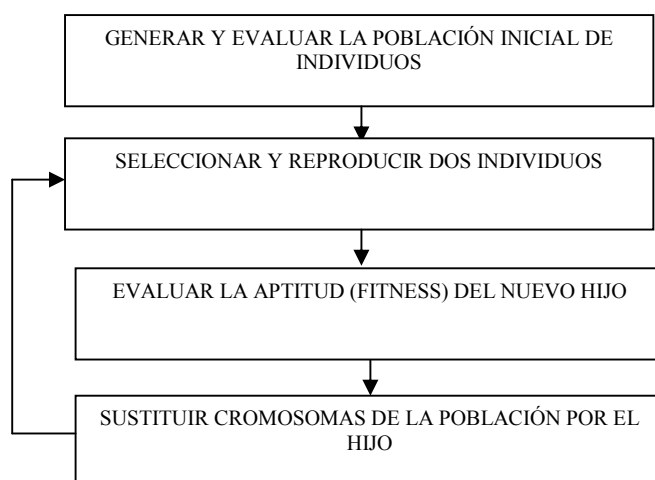 GENERAR Y EVALUAR LA POBLACIÓN INICIAL DE
INDIVIDUOS
SELECCIONAR Y REPRODUCIR DOS INDIVIDUOS
EVALUAR LA APTITUD (FITNESS) DEL NUEVO HIJO
SUSTITUIR CROMOSOMAS DE LA POBLACIÓN POR EL
HIJO